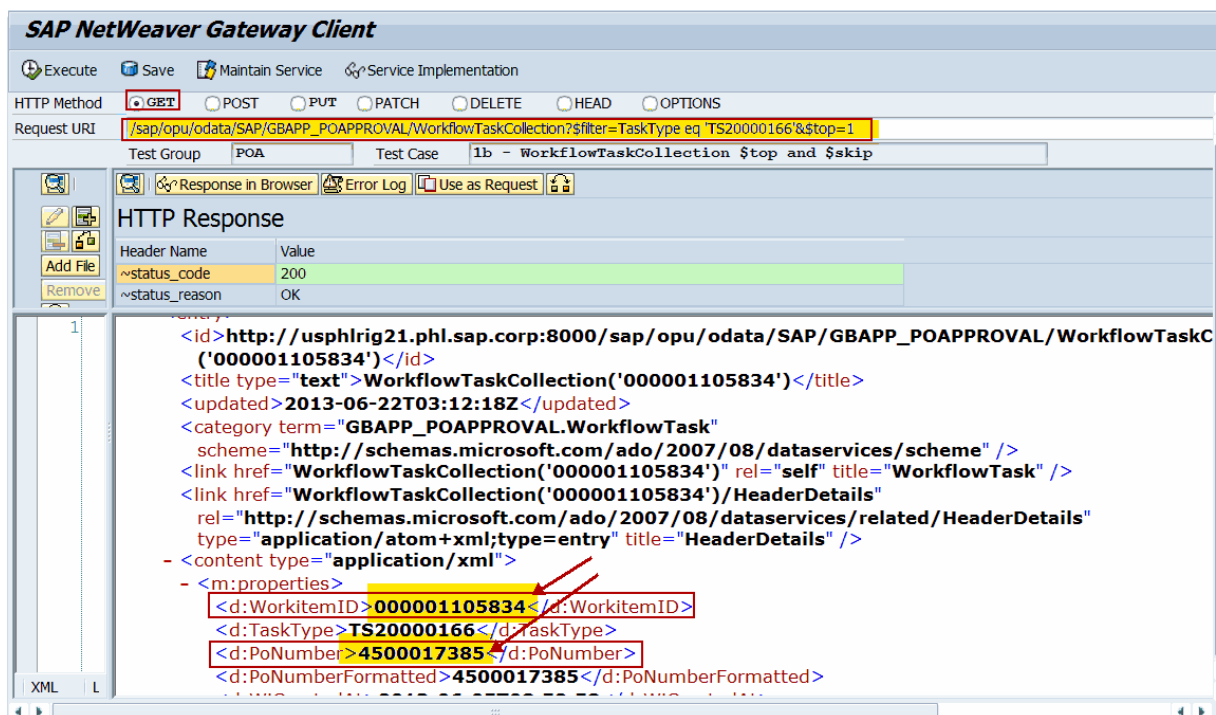 SAP NetWeaver Gateway Client
Execute Save Maintain Service Service Implementation
HTTP Method GET POST PUT PATCH DELETE HEAD OPTIONS
Request URI /sap/opu/odata/SAP/GBAPP_POAPPROVAL/WorkflowTaskCollection?$filter=TaskType eq 'TS20000166'&$top=1
Test Group POA Test Case 1b - WorkflowTaskCollection $top and $skip
Response in Browser Error Log Use as Request
HTTP Response
Header Name Value
Add File
~status_code 200
Remove
~status_reason OK
1
<id>http://usphlrig21.phl.sap.corp:8000/sap/opu/odata/SAP/GBAPP_POAPPROVAL/WorkflowTaskC
('000001105834')</id>
<title type="text">WorkflowTaskCollection('000001105834')</title>
<updated>2013-06-22T03:12:18Z</updated>
<category term="GBAPP_POAPPROVAL.WorkflowTask"
scheme="http://schemas.microsoft.com/ado/2007/08/dataservices/scheme" />
<link href="WorkflowTaskCollection('000001105834')" rel="self" title="WorkflowTask" />
<link href="WorkflowTaskCollection('000001105834')/HeaderDetails"
rel="http://schemas.microsoft.com/ado/2007/08/dataservices/related/HeaderDetails"
type="application/atom+xml;type=entry" title="HeaderDetails" />
- <content type="application/xml">
- <m:properties>
<d:WorkitemID>000001105834</d:WorkitemID>
<d:TaskType>TS20000166</d:TaskType>
<d:PoNumber>4500017385</d:PoNumber>
<d:PoNumberFormatted>4500017385</d:PoNumberFormatted>
XML L